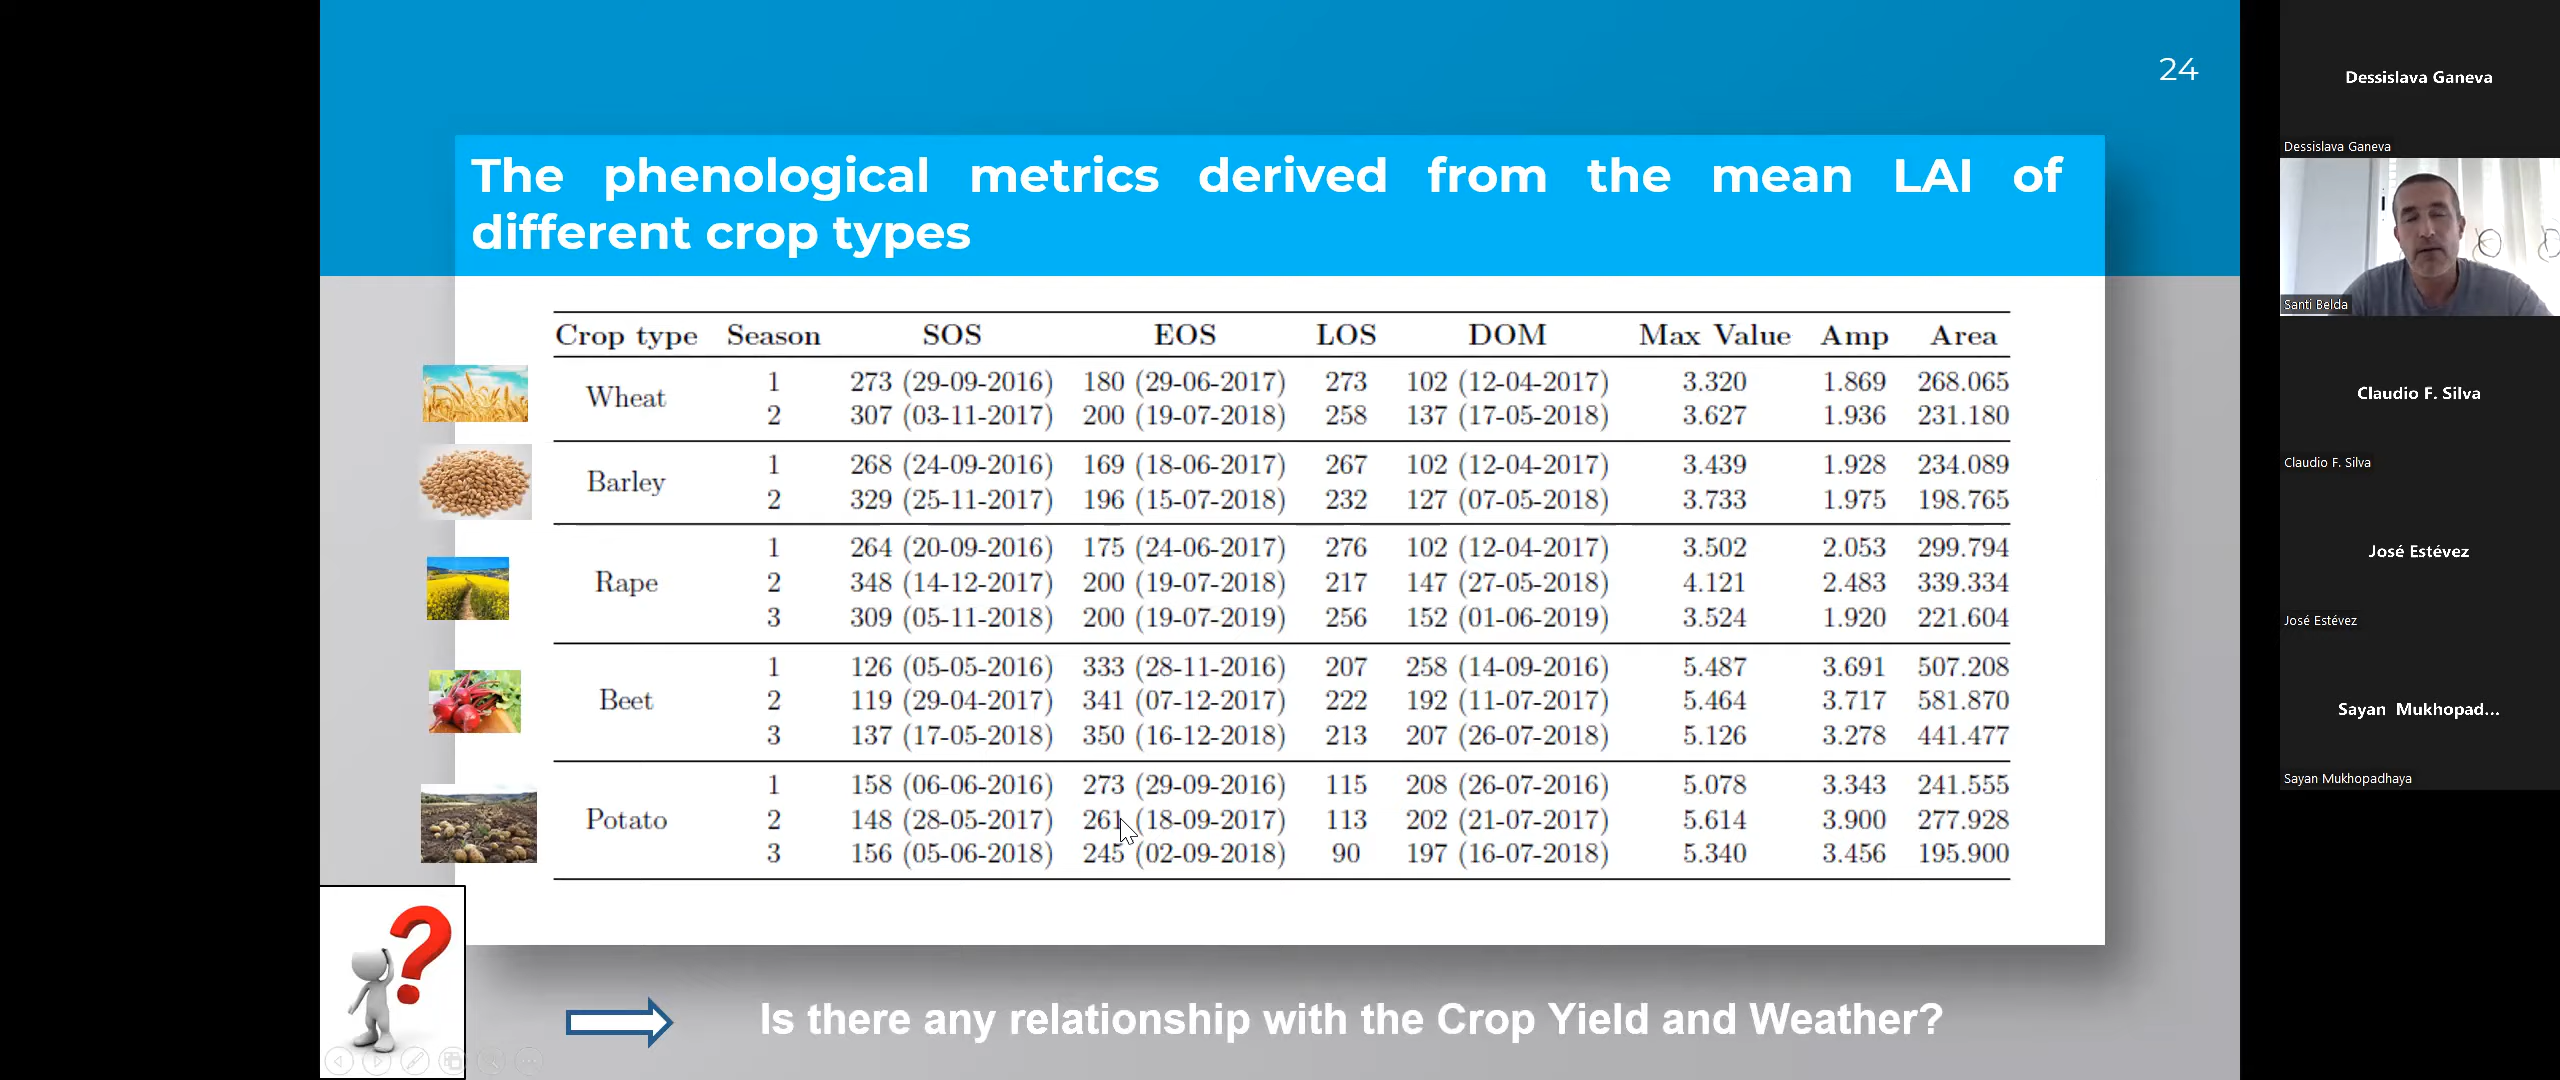 24
The phenological metrics derived from the mean LAI of
different crop types
Crop type Season SOS EOS LOS DOM Max Value Amp Area
Wheat
1 273 (29-09-2016) 180 (29-06-2017) 273 102 (12-04-2017) 3.320 1.869 268.065
2 307 (03-11-2017) 200 (19-07-2018) 258 137 (17-05-2018) 3.627 1.936 231.180
Barley
1 268 (24-09-2016) 169 (18-06-2017) 267 102 (12-04-2017) 3.439 1.928 234.089
2 329 (25-11-2017) 196 (15-07-2018) 232 127 (07-05-2018) 3.733 1.975 198.765
Rape
1 264 (20-09-2016) 175 (24-06-2017) 276 102 (12-04-2017) 3.502 2.053 299.794
2 348 (14-12-2017) 200 (19-07-2018) 217 147 (27-05-2018) 4.121 2.483 339.334
3 309 (05-11-2018) 200 (19-07-2019) 256 152 (01-06-2019) 3.524 1.920 221.604
Beet
1 126 (05-05-2016) 333 (28-11-2016) 207 258 (14-09-2016) 5.487 3.691 507.208
2 119 (29-04-2017) 341 (07-12-2017) 222 192 (11-07-2017) 5.464 3.717 581.870
3 137 (17-05-2018) 350 (16-12-2018) 213 207 (26-07-2018) 5.126 3.278 441.477
Potato
1 158 (06-06-2016) 273 (29-09-2016) 115 208 (26-07-2016) 5.078 3.343 241.555
2 148 (28-05-2017) 261 (18-09-2017) 113 202 (21-07-2017) 5.614 3.900 277.928
3 156 (05-06-2018) 245 (02-09-2018) 90 197 (16-07-2018) 5.340 3.456 195.900
?
Is there any relationship with the Crop Yield and Weather?
Dessislava Ganeva
Dessislava Ganeva
Santi Belda
Claudio F. Silva
Claudio F. Silva
José Estévez
José Estévez
Sayan Mukhopad...
Sayan Mukhopadhaya